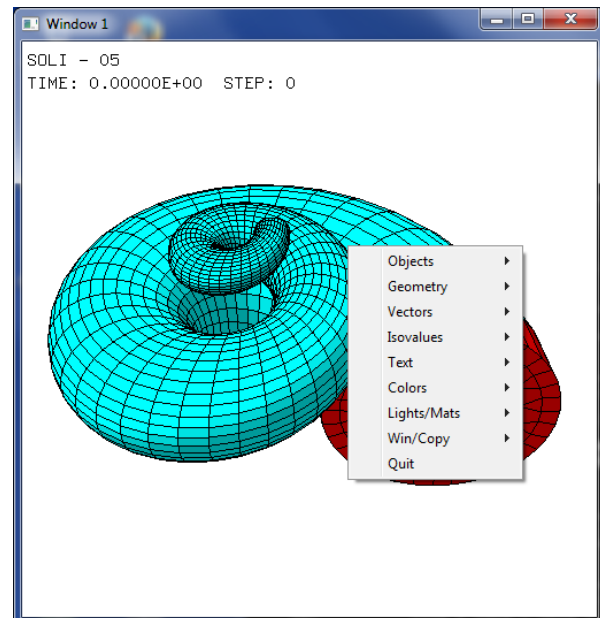 Window 1
SOLI - 05
TIME: 0.00000E+00 STEP: 0
Objects
Geometry
Vectors
Isovalues
Text
Colors
Lights/Mats
Win/Copy
Quit